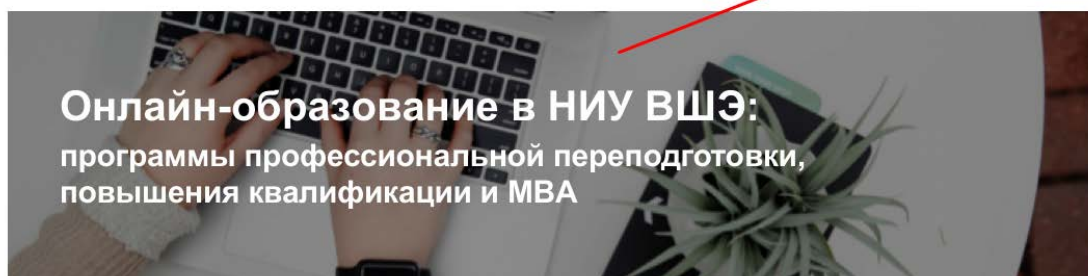 Онлайн-образование в НИУ ВШЭ:
программы профессиональной переподготовки,
повышения квалификации и MBA